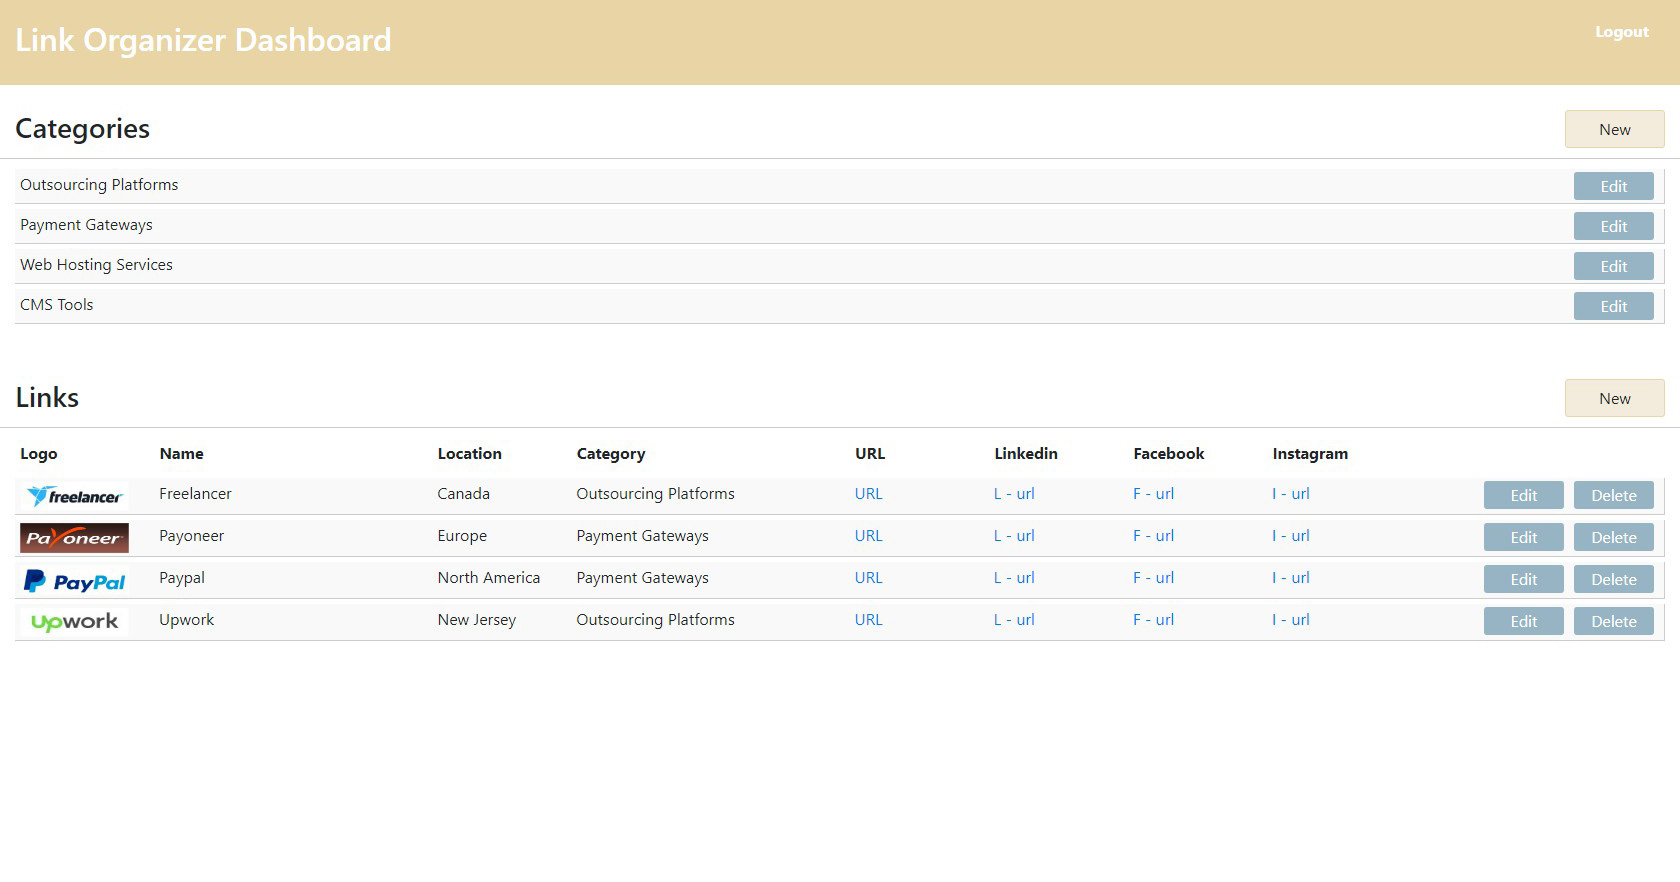 Link Organizer Dashboard Logout
Categories New
Outsourcing Platforms Edit
Payment Gateways Edit
Web Hosting Services Edit
CMS Tools Edit
Links New
Logo Name Location Category URL Linkedin Facebook Instagram
freelancer Freelancer Canada Outsourcing Platforms URL L - url F - url I - url Edit Delete
Payoneer Payoneer Europe Payment Gateways URL L - url F - url I - url Edit Delete
PayPal Paypal North America Payment Gateways URL L - url F - url I - url Edit Delete
upwork Upwork New Jersey Outsourcing Platforms URL L - url F - url I - url Edit Delete